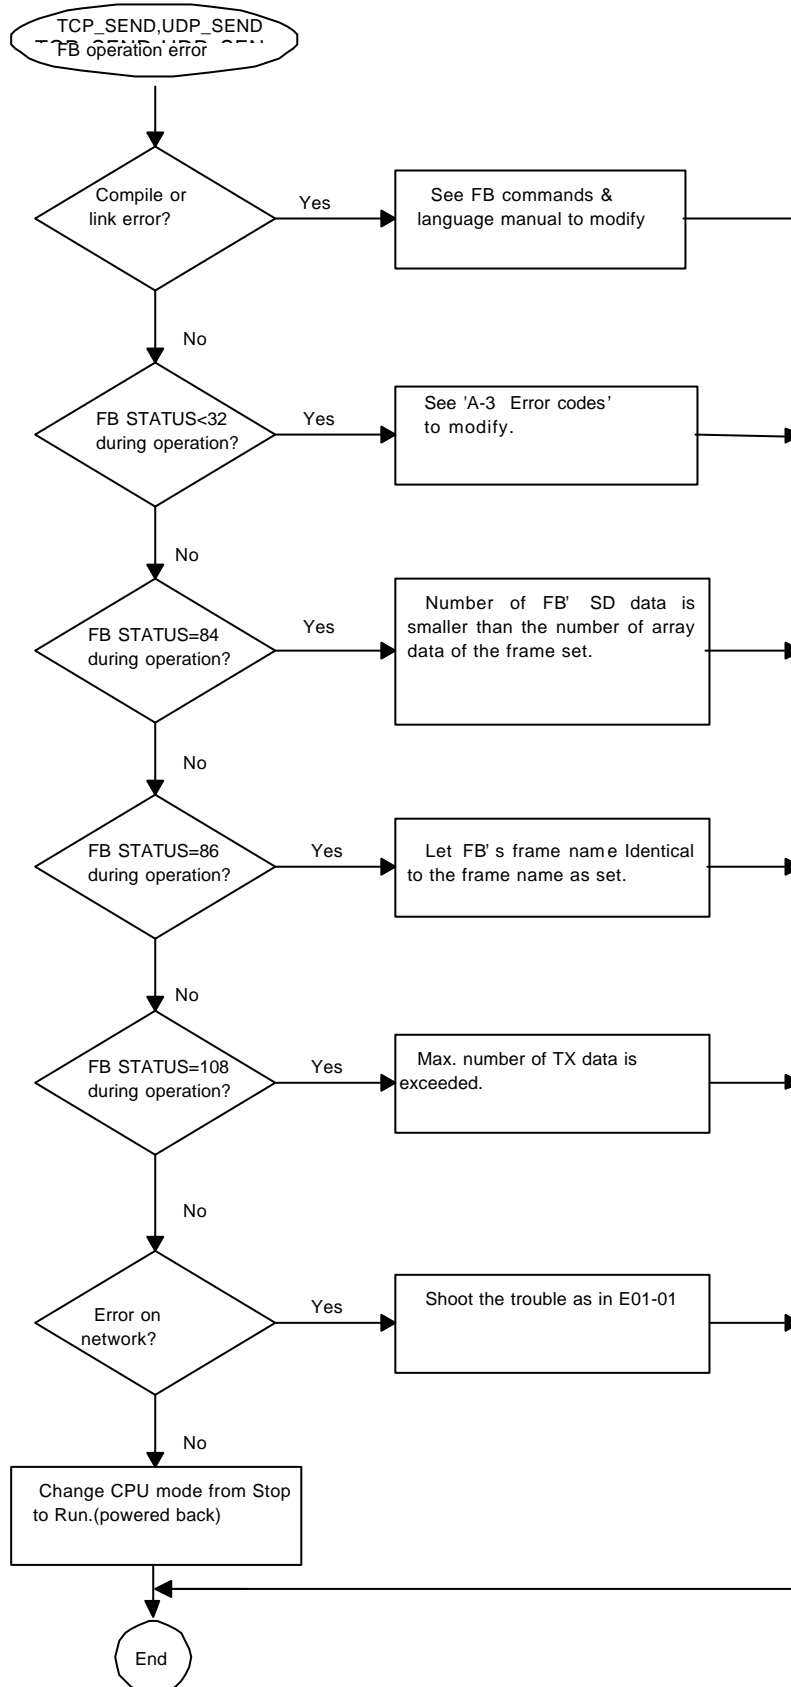 TCP_SEND,UDP_SEND
TCP_SEND,UDP_SEN
FB operation error
Compile or
link error?
Yes
See FB commands &
language manual to modify
No
FB STATUS<32
during operation?
Yes
See 'A-3 Error codes'
to modify.
No
FB STATUS=84
during operation?
Yes
Number of FB' SD data is
smaller than the number of array
data of the frame set.
No
FB STATUS=86
during operation?
Yes
Let FB's frame name Identical
to the frame name as set.
No
FB STATUS=108
during operation?
Yes
Max. number of TX data is
exceeded.
No
Error on
network?
Yes
Shoot the trouble as in E01-01
No
Change CPU mode from Stop
to Run.(powered back)
End